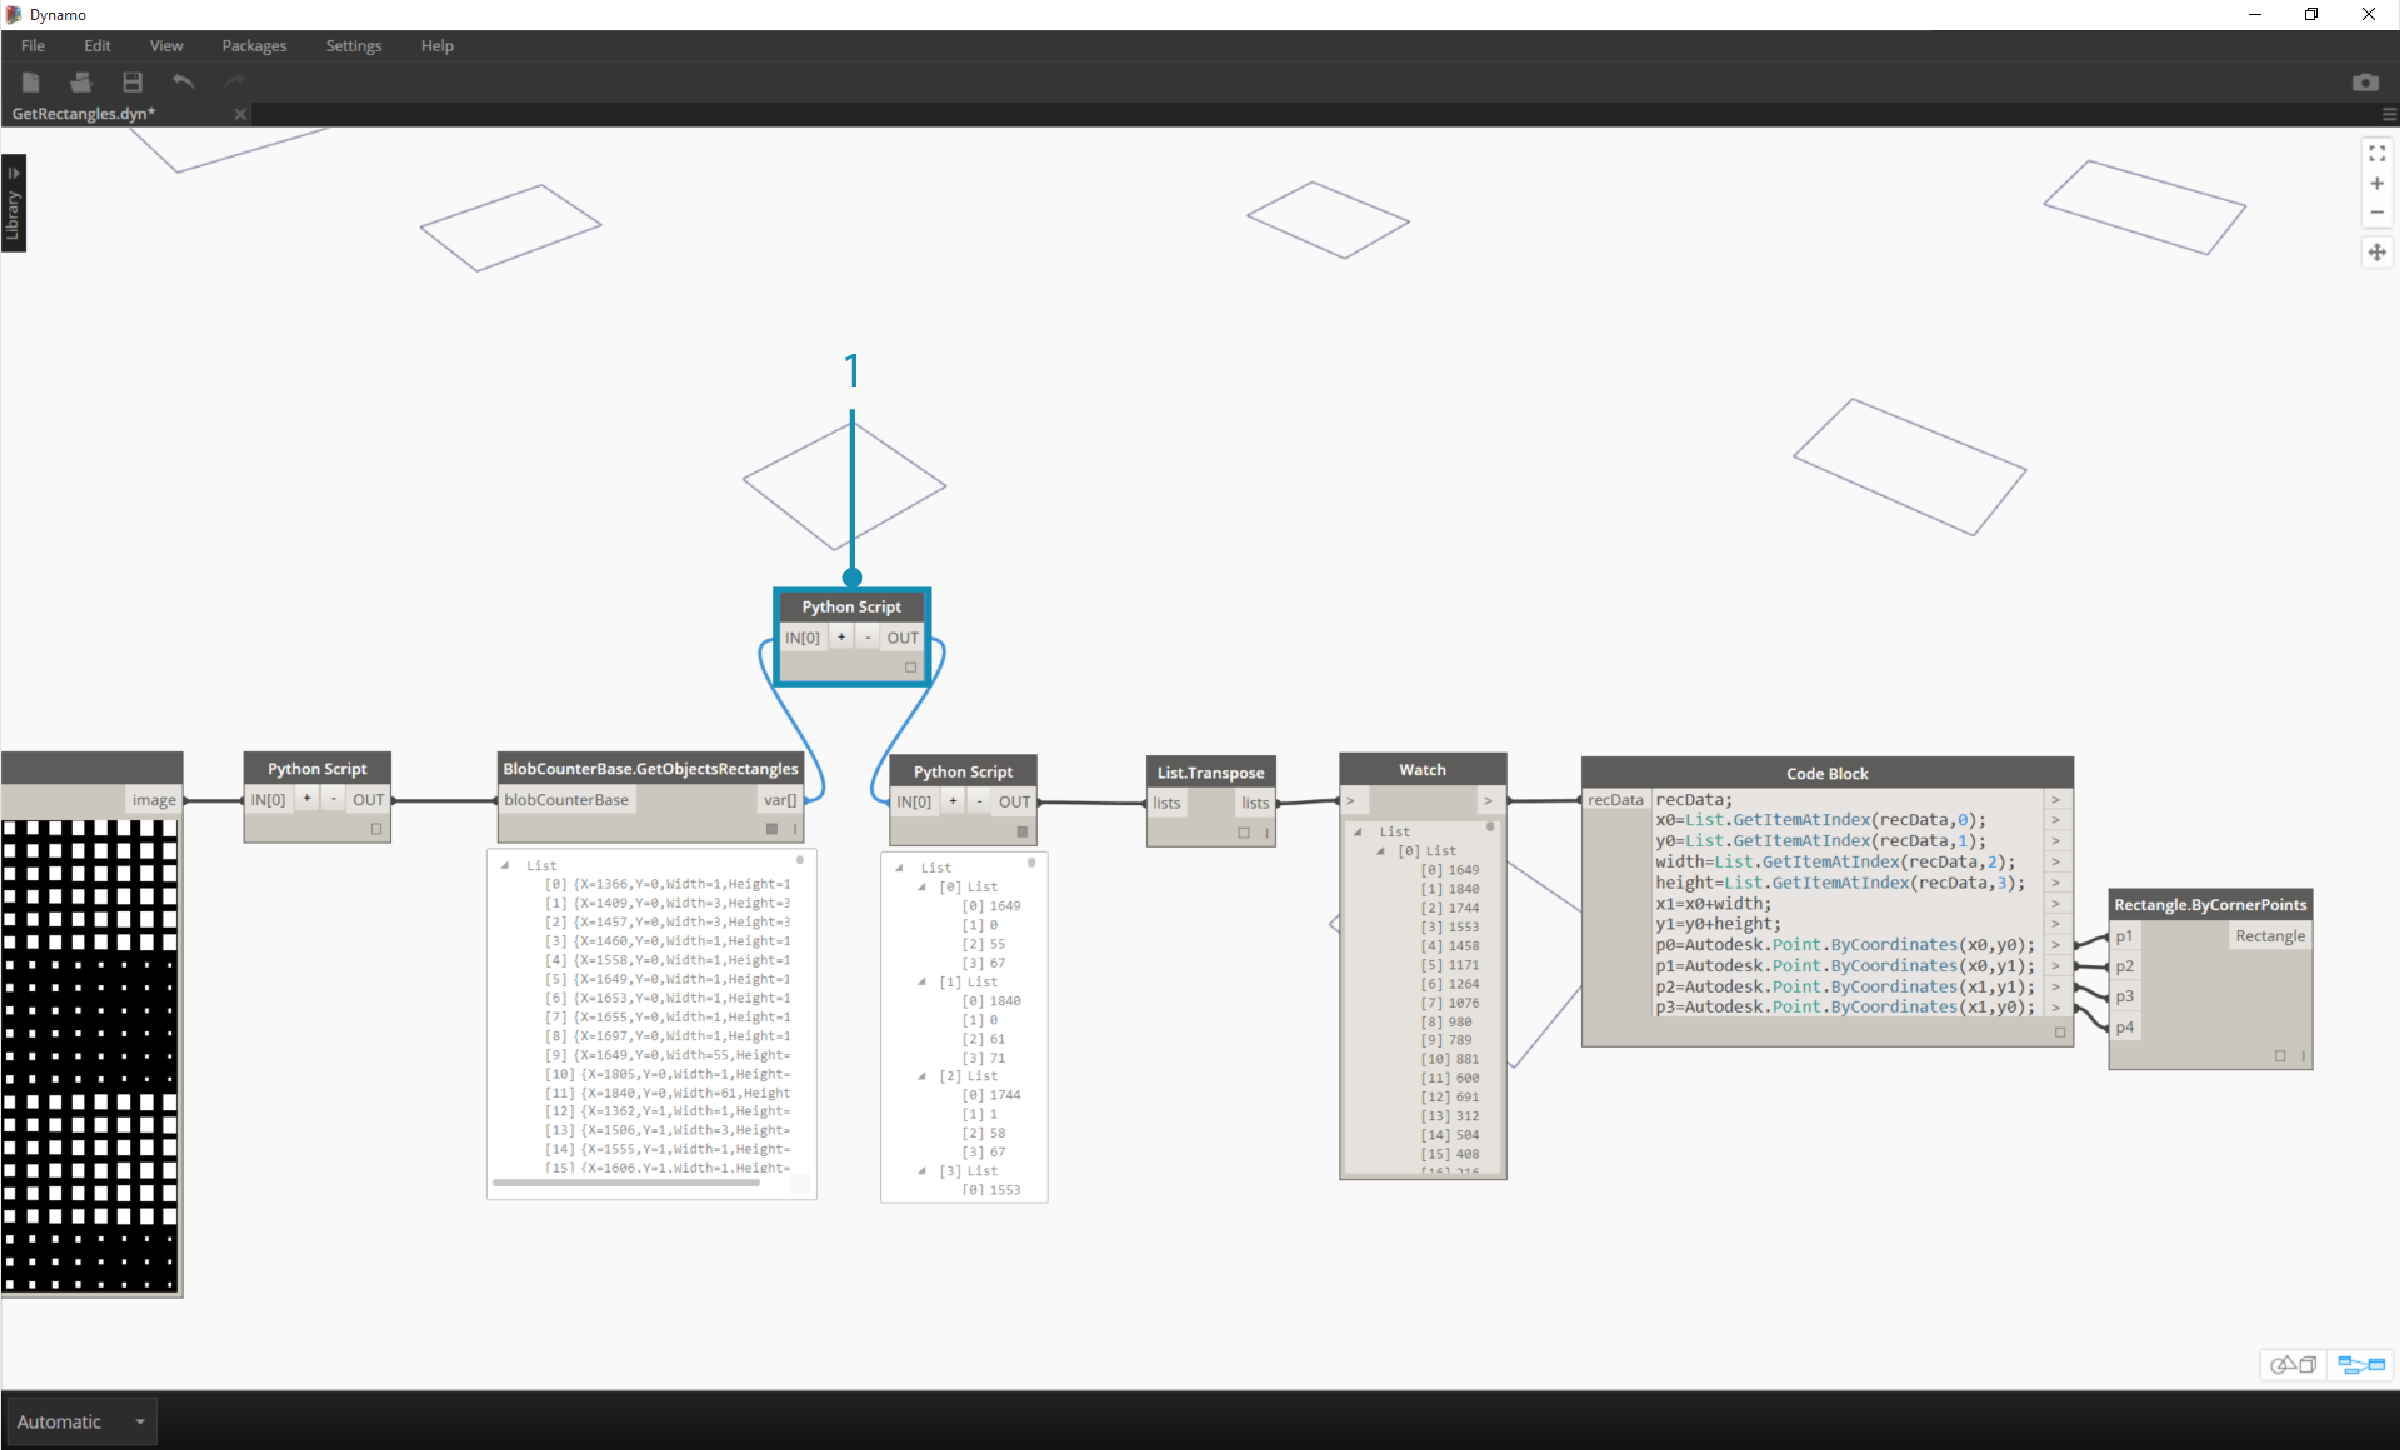 Dynamo
File Edit View Packages Settings Help
GetRectangles.dyn*
Library
1
Python Script
IN[0] + - OUT
image
Python Script
IN[0] + - OUT
BlobCounterBase.GetObjectsRectangles
blobCounterBase var[]
List
[0] {X=1366,Y=0,Width=1,Height=1
[1] {X=1409,Y=0,Width=3,Height=3
[2] {X=1457,Y=0,Width=3,Height=3
[3] {X=1460,Y=0,Width=1,Height=1
[4] {X=1558,Y=0,Width=1,Height=1
[5] {X=1649,Y=0,Width=1,Height=1
[6] {X=1653,Y=0,Width=1,Height=1
[7] {X=1655,Y=0,Width=1,Height=1
[8] {X=1697,Y=0,Width=1,Height=1
[9] {X=1649,Y=0,Width=55,Height=
[10] {X=1805,Y=0,Width=1,Height=
[11] {X=1840,Y=0,Width=61,Height
[12] {X=1362,Y=1,Width=1,Height=
[13] {X=1506,Y=1,Width=3,Height=
[14] {X=1555,Y=1,Width=1,Height=
[15] {X=1606,Y=1,Width=1,Height=
Python Script
IN[0] + - OUT
List
[0] List
[0] 1649
[1] 0
[2] 55
[3] 67
[1] List
[0] 1840
[1] 0
[2] 61
[3] 71
[2] List
[0] 1744
[1] 1
[2] 58
[3] 67
[3] List
[0] 1553
List.Transpose
lists lists
Watch
> >
List
[0] List
[0] 1649
[1] 1840
[2] 1744
[3] 1553
[4] 1458
[5] 1171
[6] 1264
[7] 1076
[8] 980
[9] 789
[10] 881
[11] 600
[12] 691
[13] 312
[14] 504
[15] 408
[16] 216
Code Block
recData recData; >
x0=List.GetItemAtIndex(recData,0); >
y0=List.GetItemAtIndex(recData,1); >
width=List.GetItemAtIndex(recData,2); >
height=List.GetItemAtIndex(recData,3); >
x1=x0+width; >
y1=y0+height; >
p0=Autodesk.Point.ByCoordinates(x0,y0); >
p1=Autodesk.Point.ByCoordinates(x0,y1); >
p2=Autodesk.Point.ByCoordinates(x1,y1); >
p3=Autodesk.Point.ByCoordinates(x1,y0); >
Rectangle.ByCornerPoints
p1 Rectangle
p2
p3
p4
Automatic